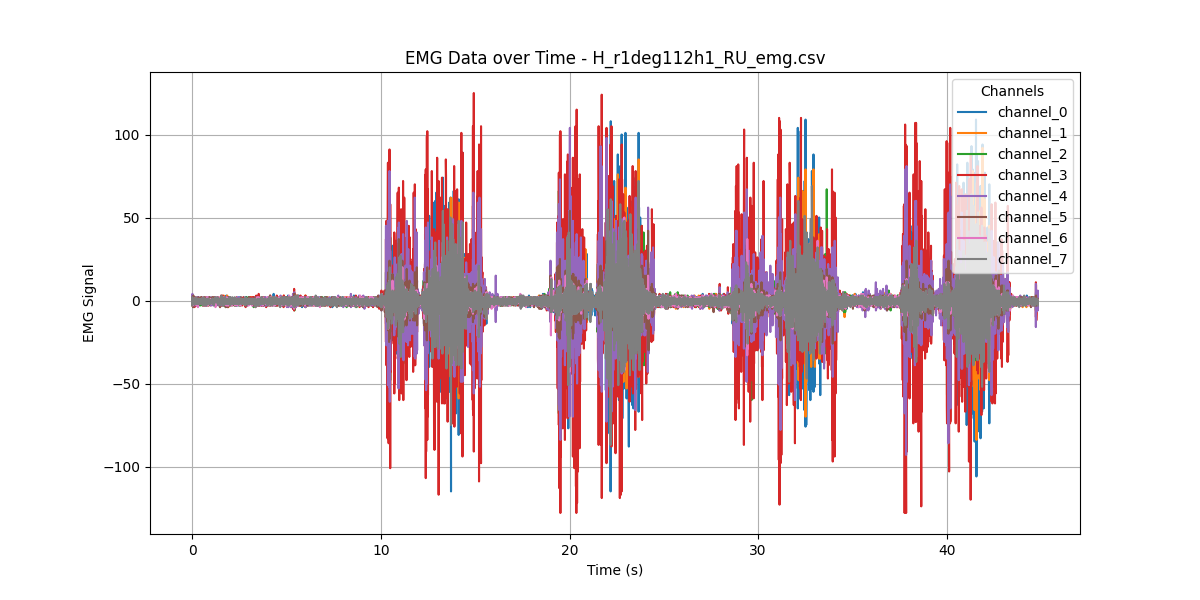 EMG Data over Time - H_r1deg112h1_RU_emg.csv
Channels
channel_0
channel_1
channel_2
channel_3
channel_4
channel_5
channel_6
channel_7
EMG Signal
100
50
0
−50
−100
0 10 20 30 40
Time (s)